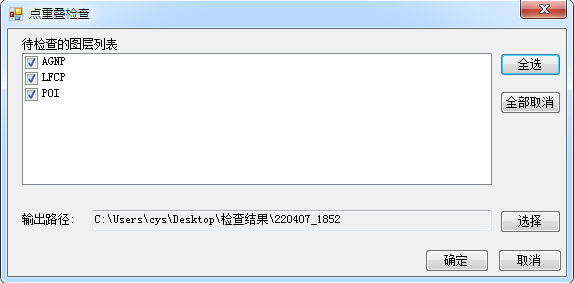 点重叠检查
待检查的图层列表
AGNP
LFCP
POI
全选
全部取消
输出路径: C:\Users\cys\Desktop\检查结果\220407_1852
选择
确定
取消